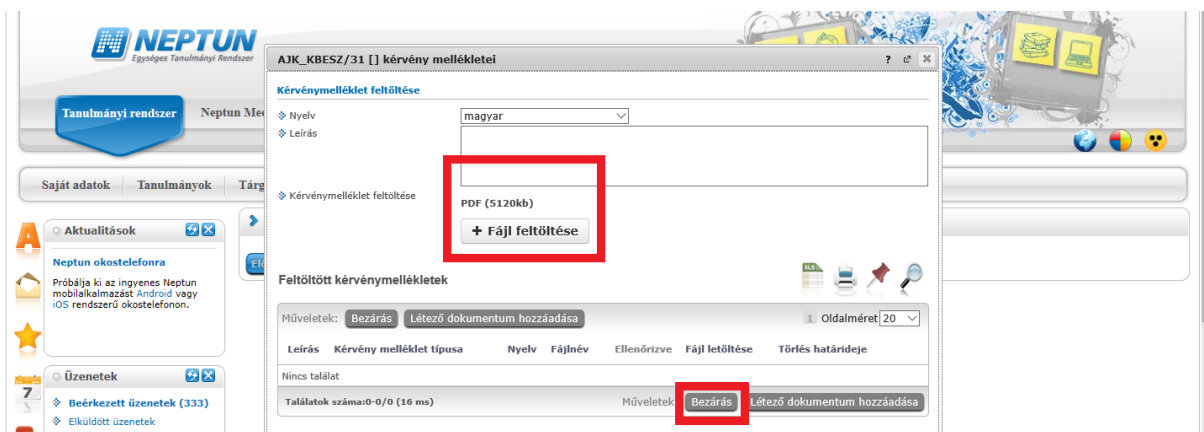 NEPTUN
Egységes Tanulmányi Rendszer
Tanulmányi rendszer
Neptun Mee
Saját adatok
Tanulmányok
Tárg
Aktualitások
Neptun okostelefonra
Próbálja ki az ingyenes Neptun
mobilalkalmazást Android vagy
iOS rendszerű okostelefonon.
Üzenetek
Beérkezett üzenetek (333)
Elküldött üzenetek
7
AJK_KBESZ/31 [] kérvény mellékletei
?
Kérvénymelléklet feltöltése
Nyelv
magyar
Leírás
Kérvénymelléklet feltöltése
PDF (5120kb)
+ Fájl feltöltése
Feltöltött kérvénymellékletek
XLS
Műveletek: Bezárás Létező dokumentum hozzáadása
1 Oldalméret 20
Leírás Kérvény melléklet típusa Nyelv Fájlnév Ellenőrizve Fájl letöltése Törlés határideje
Nincs találat
Találatok száma:0-0/0 (16 ms)
Műveletek Bezárás Létező dokumentum hozzáadása